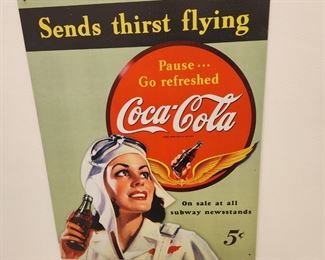 Sends thirst flying
Pause...
Go refreshed
Coca-Cola
On sale at all
subway newsstands
5¢